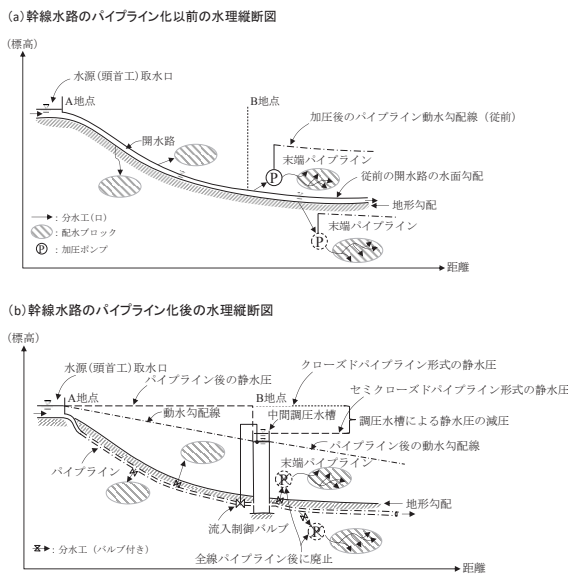 (a)幹線水路のパイプライン化以前の水理縦断図
(標高)
水源(頭首工)取水口
A地点
B地点
加圧後のパイプライン動水勾配線(従前)
開水路
末端パイプライン
P
従前の開水路の水面勾配
地形勾配
末端パイプライン
P
:分水工(口)
:配水ブロック
P:加圧ポンプ
距離
(b)幹線水路のパイプライン化後の水理縦断図
(標高)
水源(頭首工)取水口
クローズドパイプライン形式の静水圧
A地点
パイプライン後の静水圧
B地点
セミクローズドパイプライン形式の静水圧
中間調圧水槽
動水勾配線
調圧水槽による静水圧の減圧
パイプライン後の動水勾配線
パイプライン
末端パイプライン
P
地形勾配
流入制御バルブ
P
:分水工(バルブ付き)
全線パイプライン後に廃止
距離